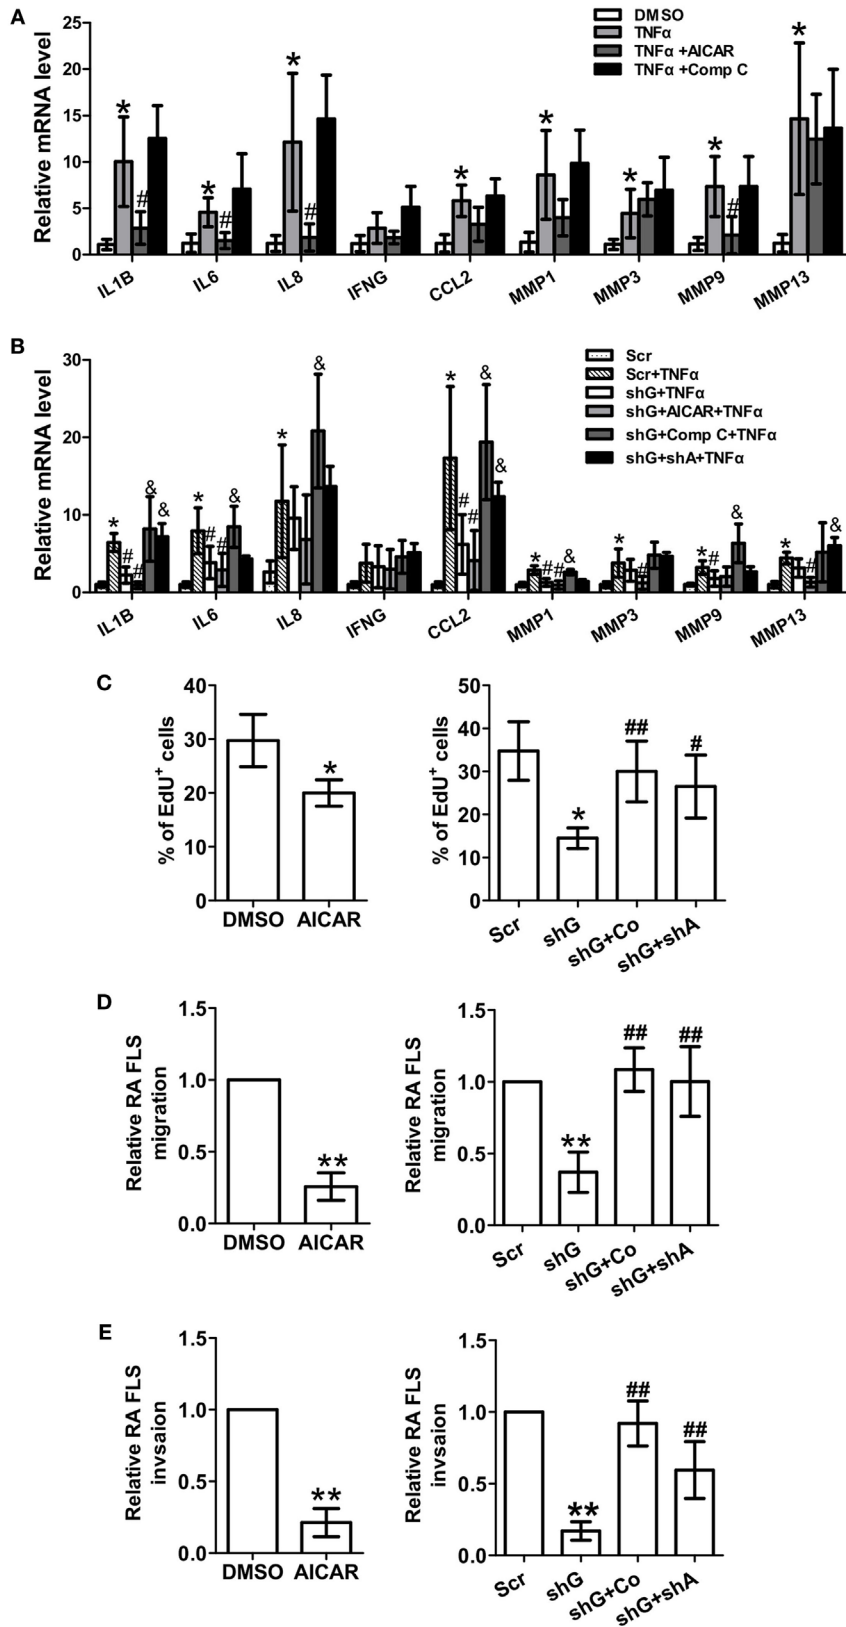 A
Relative mRNA level
25
20
15
10
5
0
DMSO
TNFα
TNFα +AICAR
TNFα +Comp C
* * # * # * * * * # *
#
IL1B IL6 IL8 IFNG CCL2 MMP1 MMP3 MMP9 MMP13
B
Relative mRNA level
30
20
10
0
Scr
Scr+TNFα
shG+TNFα
shG+AICAR+TNFα
shG+Comp C+TNFα
shG+shA+TNFα
* # # & & * # # & * & * # # & & * # # & * # * # & * # &
IL1B IL6 IL8 IFNG CCL2 MMP1 MMP3 MMP9 MMP13
C
% of EdU+ cells
40
30
20
10
0
*
DMSO AICAR
% of EdU+ cells
50
40
30
20
10
0
* ## #
Scr shG shG+Co shG+shA
D
Relative RA FLS
migration
1.5
1.0
0.5
0.0
**
DMSO AICAR
Relative RA FLS
migration
1.5
1.0
0.5
0.0
** ## ##
Scr shG shG+Co shG+shA
E
Relative RA FLS
invsaion
1.5
1.0
0.5
0.0
**
DMSO AICAR
Relative RA FLS
invsaion
1.5
1.0
0.5
0.0
** ## ##
Scr shG shG+Co shG+shA